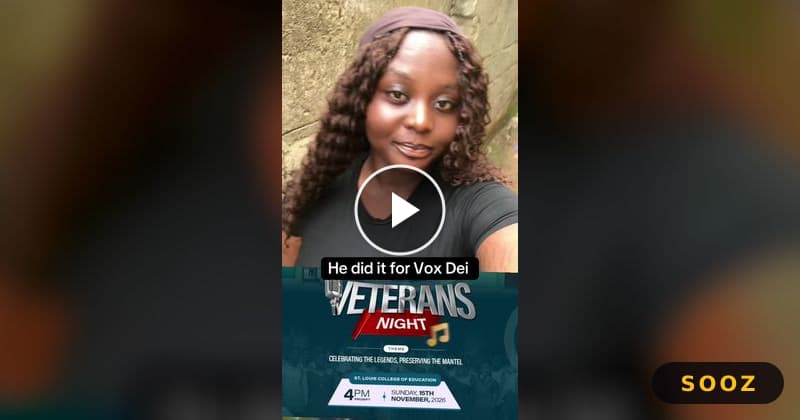 He did it for Vox Dei
VETERANS
NIGHT
THEME
CELEBRATING THE LEGENDS, PRESERVING THE MANTEL
ST. LOUIS COLLEGE OF EDUCATION
4PM
SUNDAY, 15TH
NOVEMBER, 2026
SOOZ